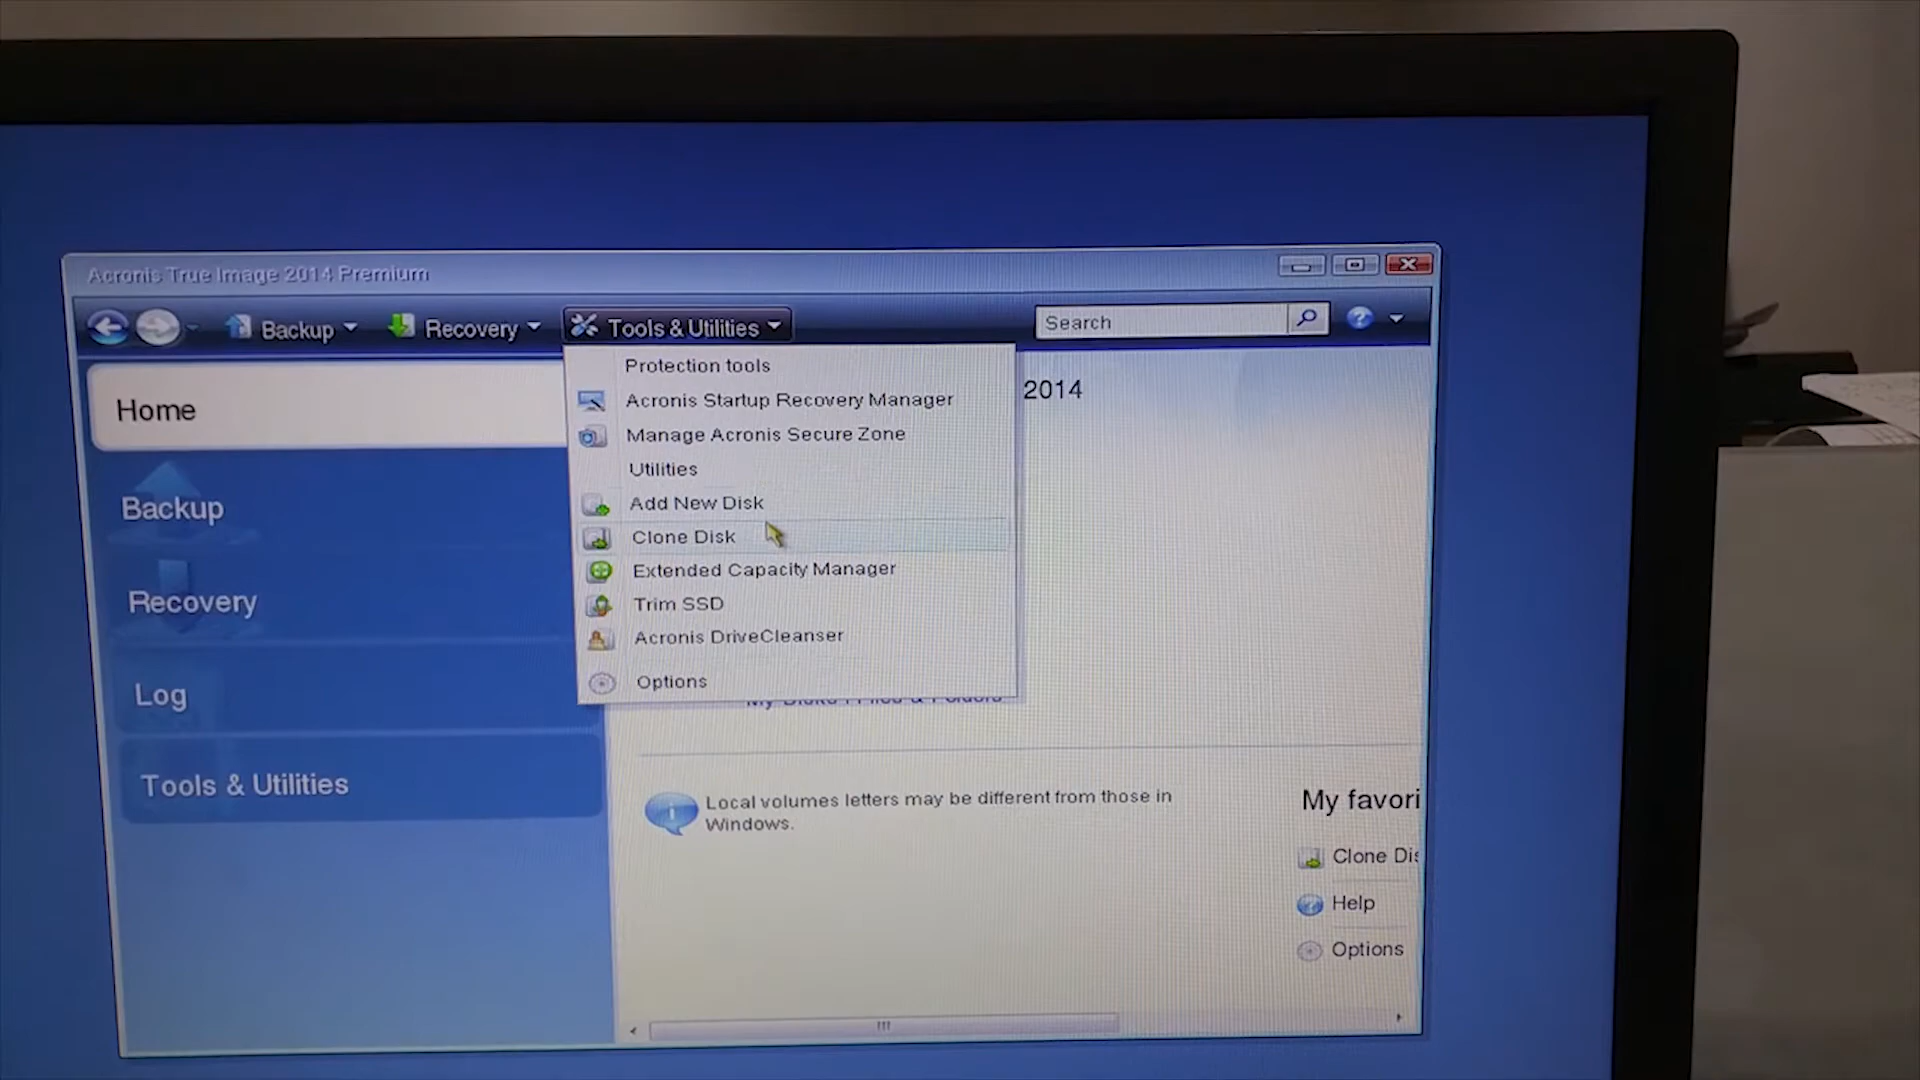 Acronis True Image 2014 Premium
Backup
Recovery
Tools & Utilities
Search
Protection tools
Acronis Startup Recovery Manager
Manage Acronis Secure Zone
Utilities
Add New Disk
Clone Disk
Extended Capacity Manager
Trim SSD
Acronis DriveCleanser
Options
2014
Home
Backup
Recovery
Log
Tools & Utilities
Local volumes letters may be different from those in
Windows.
My favori
Clone Dis
Help
Options